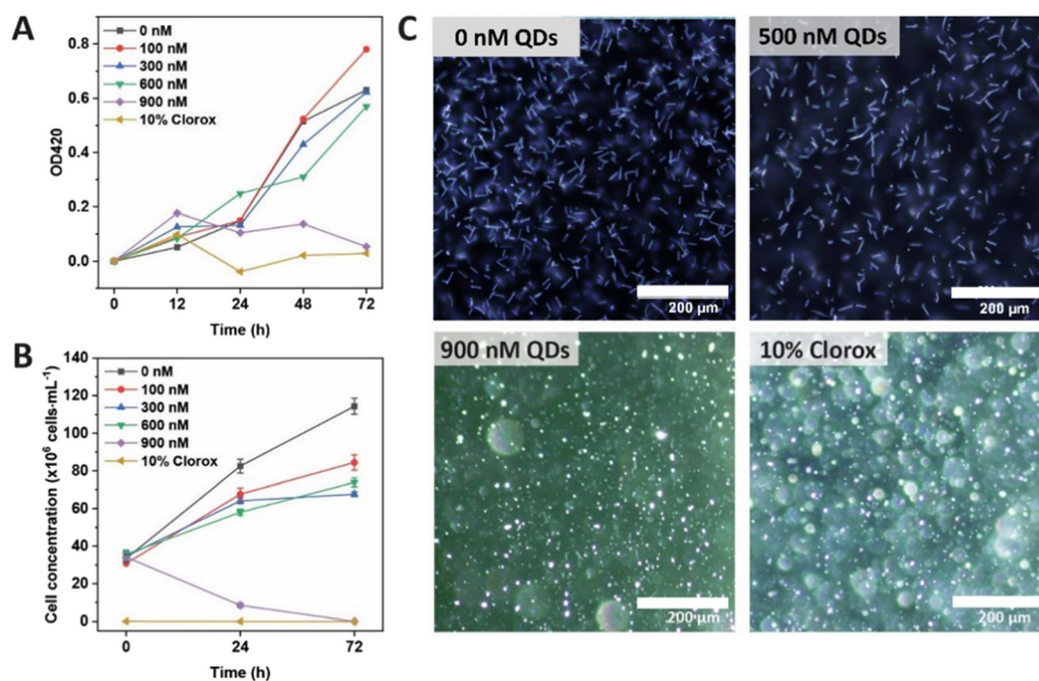 A
0 nM
100 nM
300 nM
600 nM
900 nM
10% Clorox
0.8
0.6
0.4
0.2
0.0
OD420
0 12 24 48 72
Time (h)
B
0 nM
100 nM
300 nM
600 nM
900 nM
10% Clorox
140
120
100
80
60
40
20
0
Cell concentration (x10⁶ cells·mL⁻¹)
0 24 72
Time (h)
C
0 nM QDs
200 µm
500 nM QDs
200 µm
900 nM QDs
200 µm
10% Clorox
200 µm